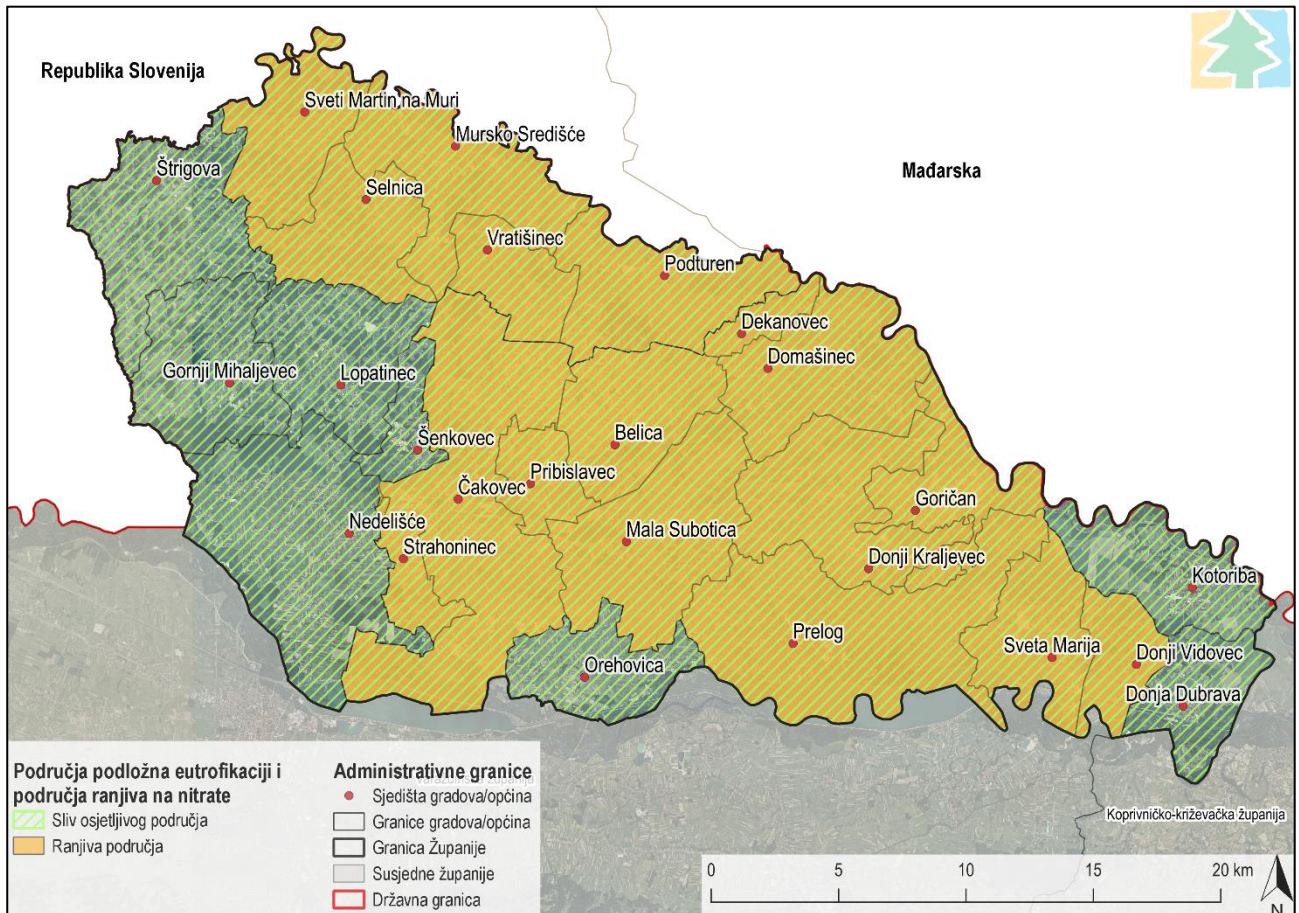 Republika Slovenija
Mađarska
Sveti Martin na Muri
Mursko Središće
Štrigova
Selnica
Vratišinec
Podturen
Dekanovec
Domašinec
Gornji Mihaljevec
Lopatinec
Šenkovec
Belica
Pribislavec
Čakovec
Goričan
Nedelišće
Strahoninec
Mala Subotica
Donji Kraljevec
Kotoriba
Prelog
Sveta Marija
Donji Vidovec
Orehovica
Donja Dubrava
Koprivničko-križevačka županija
Područja podložna eutrofikaciji i
područja ranjiva na nitrate
Sliv osjetljivog područja
Ranjiva područja
Administrativne granice
Sjedišta gradova/općina
Granice gradova/općina
Granica Županije
Susjedne županije
Državna granica
0 5 10 15 20 km
N